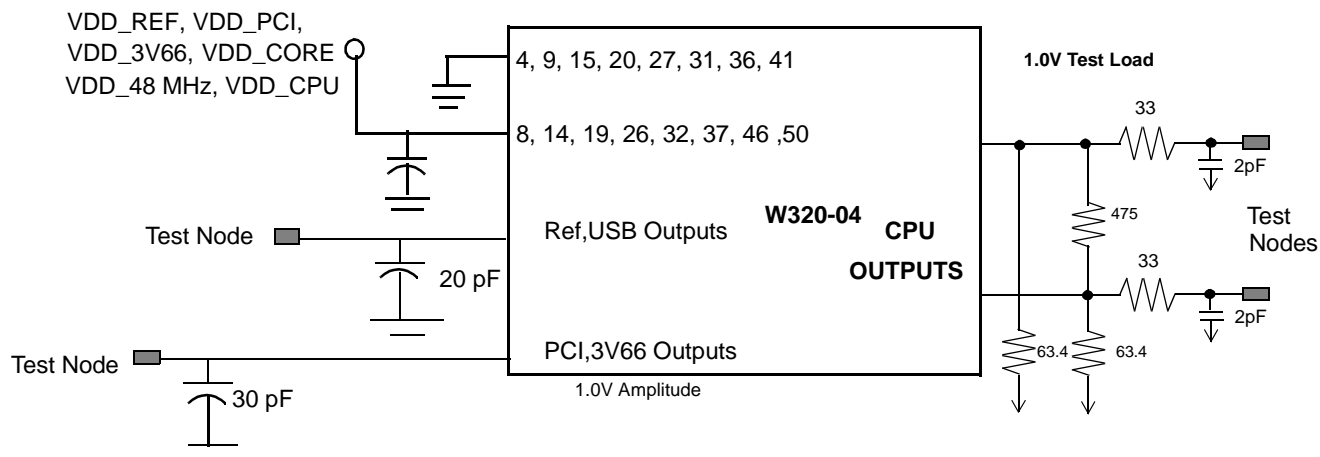 VDD_REF, VDD_PCI,
VDD_3V66, VDD_CORE
VDD_48 MHz, VDD_CPU
4, 9, 15, 20, 27, 31, 36, 41
8, 14, 19, 26, 32, 37, 46 ,50
Test Node
Ref,USB Outputs
20 pF
W320-04
CPU
OUTPUTS
Test Node
PCI,3V66 Outputs
30 pF
1.0V Amplitude
1.0V Test Load
33
2pF
475
Test
Nodes
33
2pF
63.4
63.4